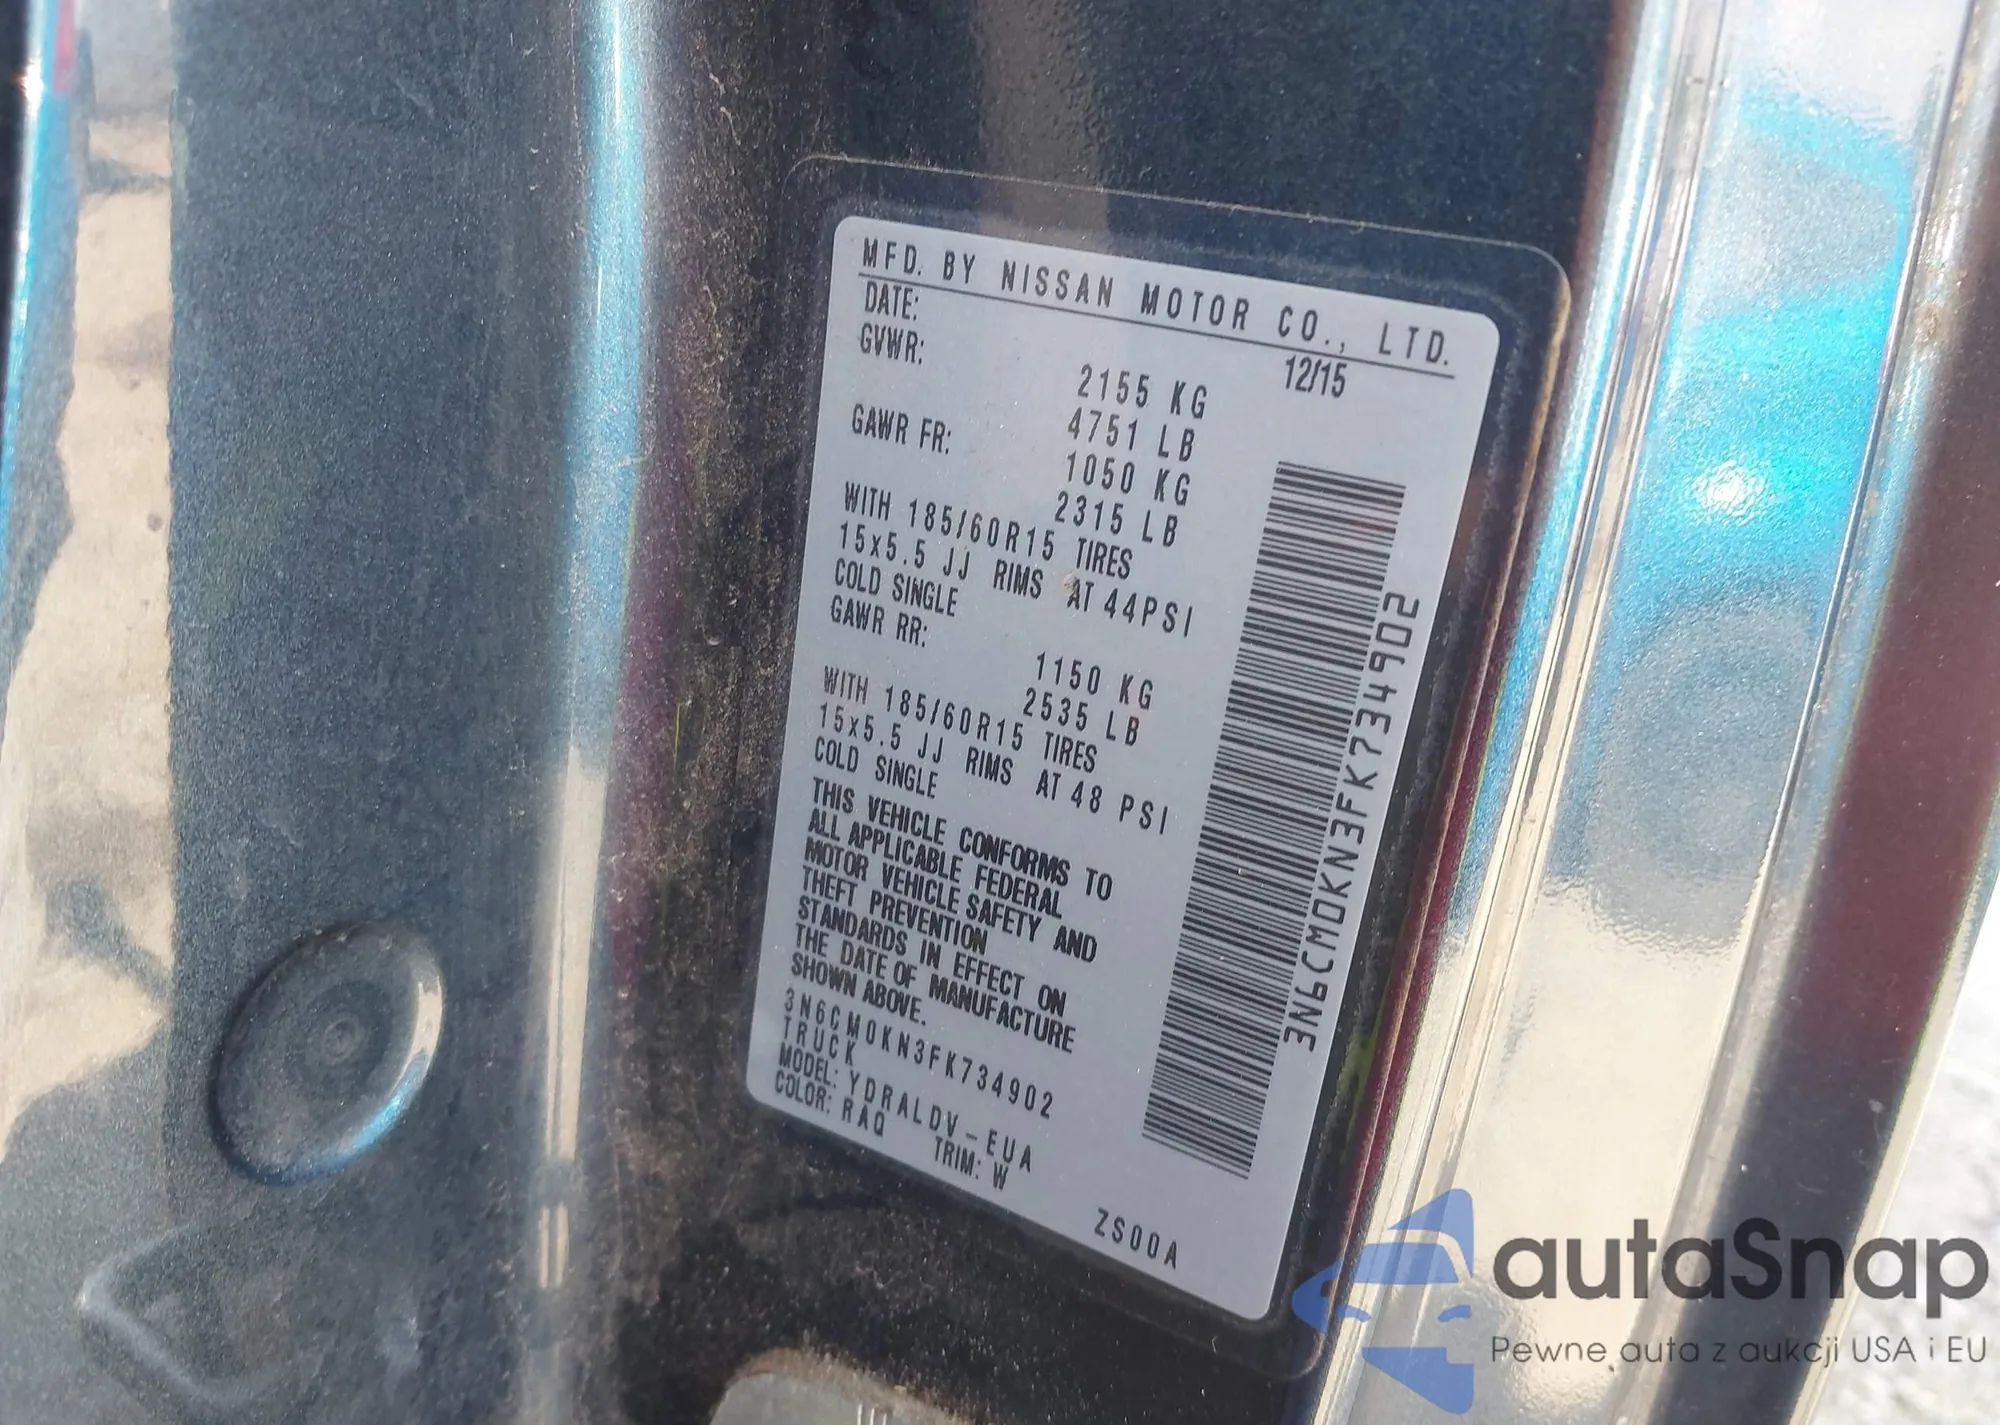 MFD. BY NISSAN MOTOR CO., LTD.
DATE: 12/15
GVWR: 2155 KG
4751 LB
GAWR FR: 1050 KG
2315 LB
WITH 185/60R15 TIRES
15x5.5 JJ RIMS AT 44PSI
COLD SINGLE
GAWR RR: 1150 KG
2535 LB
WITH 185/60R15 TIRES
15x5.5 JJ RIMS AT 48 PSI
COLD SINGLE
THIS VEHICLE CONFORMS TO
ALL APPLICABLE FEDERAL
MOTOR VEHICLE SAFETY AND
THEFT PREVENTION
STANDARDS IN EFFECT ON
THE DATE OF MANUFACTURE
SHOWN ABOVE.
3N6CM0KN3FK734902
TRUCK
MODEL: YDRALDV-EUA
COLOR: RAQ TRIM: W
ZS00A
3N6CM0KN3FK734902
autaSnap
Pewne auta z aukcji USA i EU